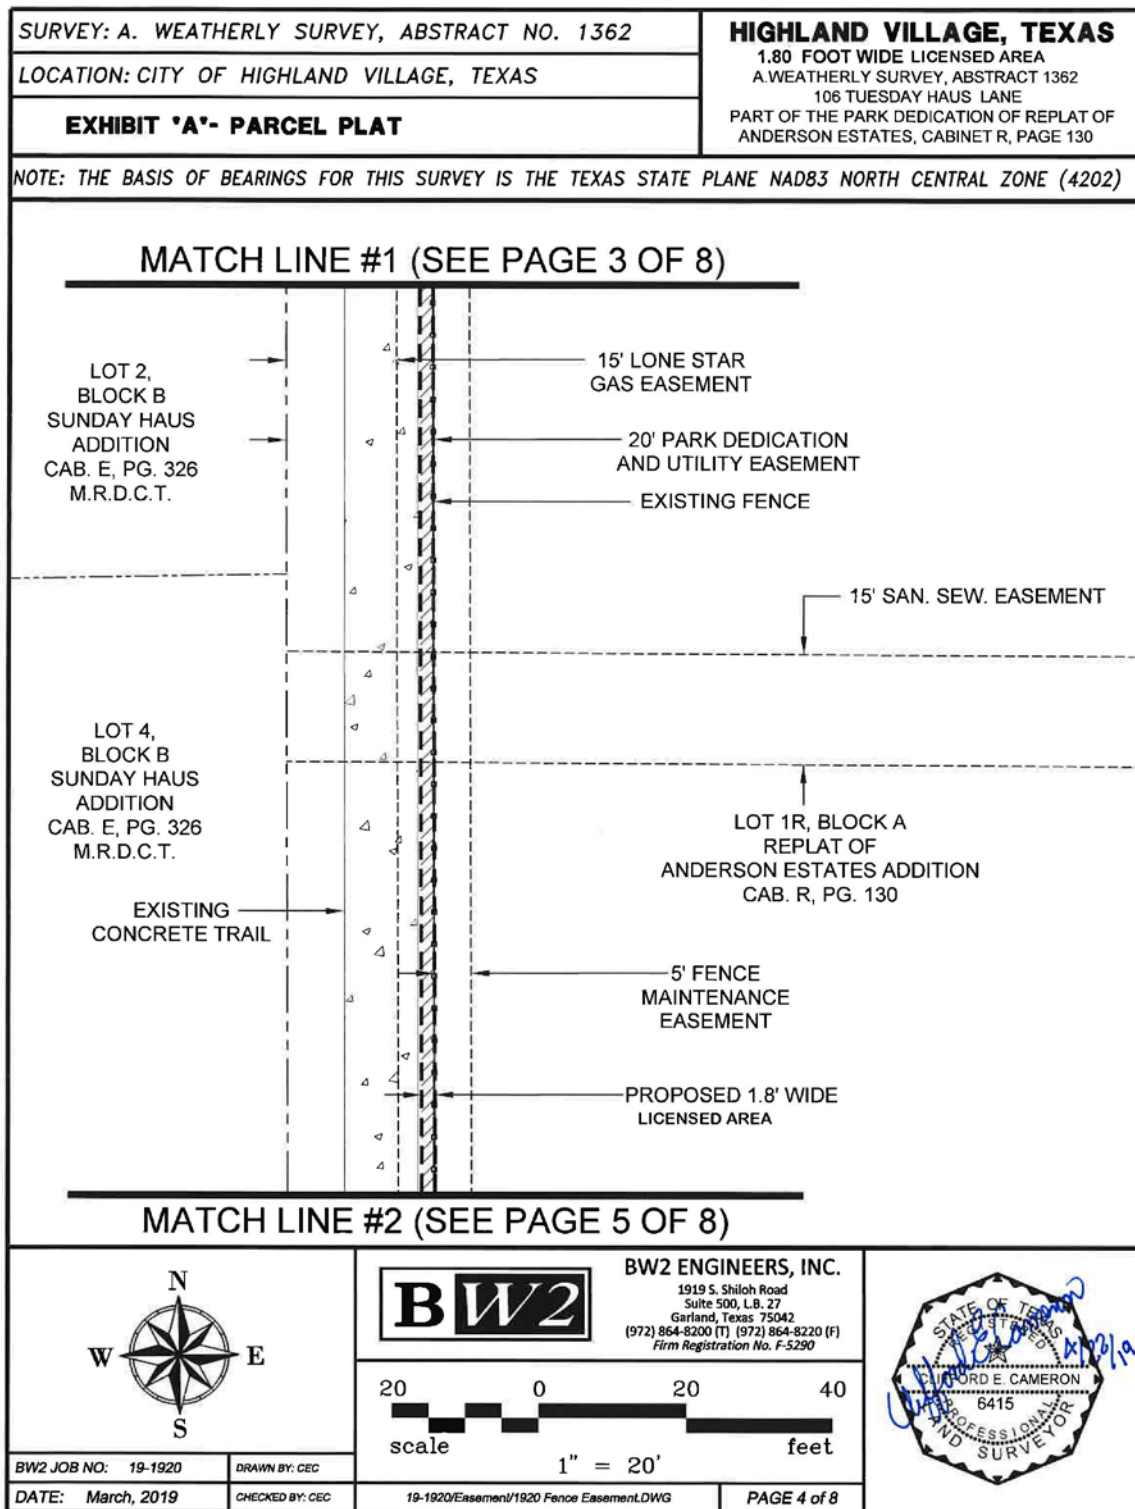 SURVEY: A. WEATHERLY SURVEY, ABSTRACT NO. 1362
LOCATION: CITY OF HIGHLAND VILLAGE, TEXAS
EXHIBIT "A"- PARCEL PLAT
HIGHLAND VILLAGE, TEXAS
1.80 FOOT WIDE LICENSED AREA
A.WEATHERLY SURVEY, ABSTRACT 1362
106 TUESDAY HAUS LANE
PART OF THE PARK DEDICATION OF REPLAT OF
ANDERSON ESTATES, CABINET R, PAGE 130
NOTE: THE BASIS OF BEARINGS FOR THIS SURVEY IS THE TEXAS STATE PLANE NAD83 NORTH CENTRAL ZONE (4202)
MATCH LINE #1 (SEE PAGE 3 OF 8)
LOT 2,
BLOCK B
SUNDAY HAUS
ADDITION
CAB. E, PG. 326
M.R.D.C.T.
15' LONE STAR
GAS EASEMENT
20' PARK DEDICATION
AND UTILITY EASEMENT
EXISTING FENCE
15' SAN. SEW. EASEMENT
LOT 4,
BLOCK B
SUNDAY HAUS
ADDITION
CAB. E, PG. 326
M.R.D.C.T.
LOT 1R, BLOCK A
REPLAT OF
ANDERSON ESTATES ADDITION
CAB. R, PG. 130
EXISTING
CONCRETE TRAIL
5' FENCE
MAINTENANCE
EASEMENT
PROPOSED 1.8' WIDE
LICENSED AREA
MATCH LINE #2 (SEE PAGE 5 OF 8)
N
W E
S
BW2
BW2 ENGINEERS, INC.
1919 S. Shiloh Road
Suite 500, L.B. 27
Garland, Texas 75042
(972) 864-8200 (T) (972) 864-8220 (F)
Firm Registration No. F-5290
20 0 20 40
scale feet
1" = 20'
STATE OF TEXAS
REGISTERED
CLIFFORD E. CAMERON
6415
PROFESSIONAL
LAND SURVEYOR
Clifford E Cameron
4/23/19
BW2 JOB NO: 19-1920
DRAWN BY: CEC
DATE: March, 2019
CHECKED BY: CEC
19-1920/Easement/1920 Fence Easement.DWG
PAGE 4 of 8